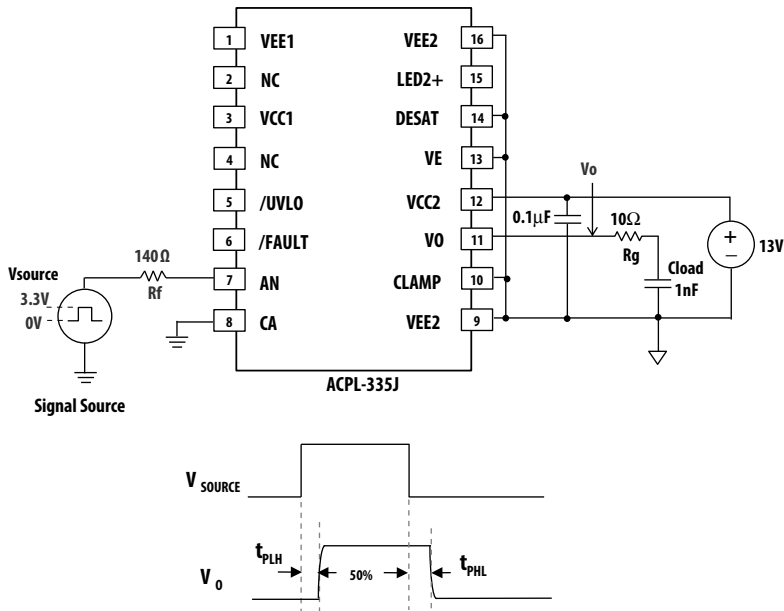 1 VEE1 VEE2 16
2 NC LED2+ 15
3 VCC1 DESAT 14
4 NC VE 13
5 /UVLO VCC2 12
6 /FAULT VO 11
7 AN CLAMP 10
8 CA VEE2 9
ACPL-335J
Vsource
3.3V
0V
Signal Source
140Ω
Rf
0.1µF
Vo
10Ω
Rg
Cload
1nF
+
−
13V
V SOURCE
tPLH
50%
tPHL
V O